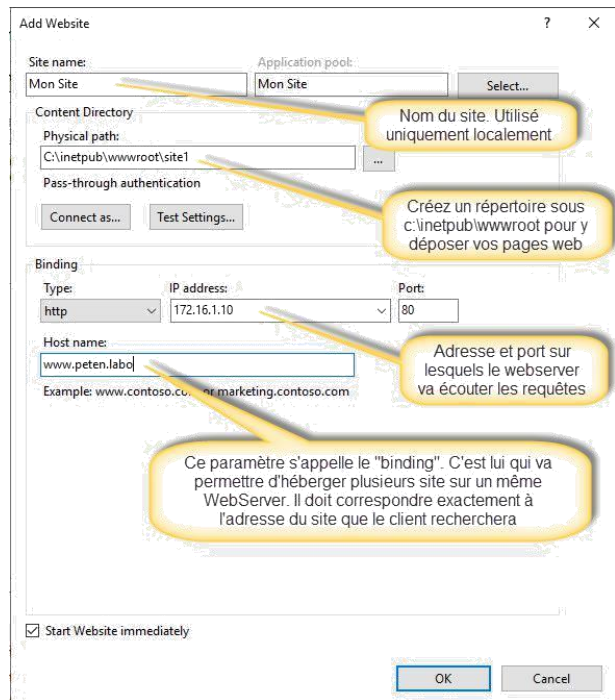 Add Website
? X
Site name:
Application pool:
Mon Site
Mon Site
Select...
Nom du site. Utilisé
uniquement localement
Content Directory
Physical path:
C:\inetpub\wwwroot\site1
...
Pass-through authentication
Connect as...
Test Settings...
Créez un répertoire sous
c:\inetpub\wwwroot pour y
déposer vos pages web
Binding
Type:
IP address:
Port:
http
172.16.1.10
80
Host name:
www.peten.labo
Adresse et port sur
lesquels le webserver
va écouter les requêtes
Example: www.contoso.com or marketing.contoso.com
Ce paramètre s'appelle le "binding". C'est lui qui va
permettre d'héberger plusieurs site sur un même
WebServer. Il doit correspondre exactement à
l'adresse du site que le client recherchera
Start Website immediately
OK
Cancel